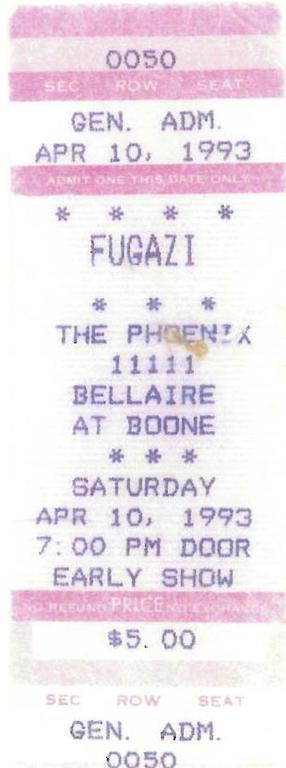 0050
SEC ROW SEAT
GEN. ADM.
APR 10, 1993
ADMIT ONE THIS DATE ONLY
* * * *
FUGAZI
* * *
THE PHOENIX
11111
BELLAIRE
AT BOONE
* * *
SATURDAY
APR 10, 1993
7:00 PM DOOR
EARLY SHOW
NO REFUND PRICE NO EXCHANGE
$5.00
SEC ROW SEAT
GEN. ADM.
0050